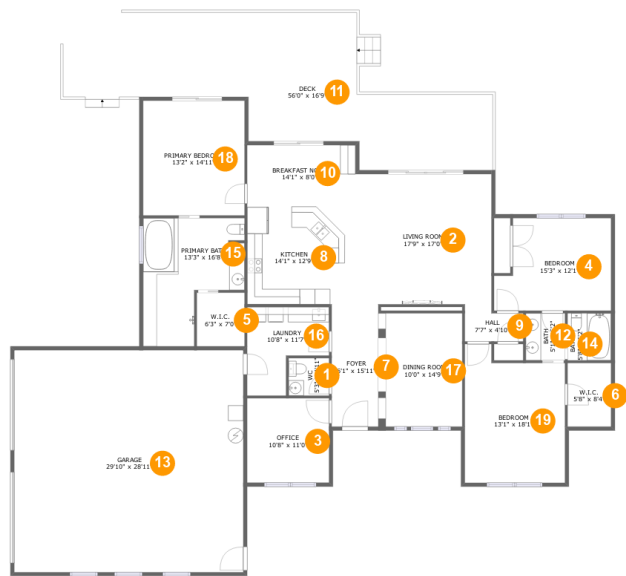 DECK
56'0" x 16'9
11
PRIMARY BEDRO
13'2" x 14'11
18
BREAKFAST NO
14'1" x 8'0
10
LIVING ROOM
17'9" x 17'0
2
KITCHEN
14'1" x 12'9
8
PRIMARY BAT
13'3" x 16'8
15
BEDROOM
15'3" x 12'1
4
W.I.C.
6'3" x 7'0
5
LAUNDRY
10'8" x 11'7
16
HALL
7'7" x 4'10
9
BATH
12
14
FOYER
7
DINING ROO
10'0" x 14'9
17
WC
1
W.I.C.
5'8" x 8'4
6
OFFICE
10'8" x 11'0
3
BEDROOM
13'1" x 18'1
19
GARAGE
29'10" x 28'11
13